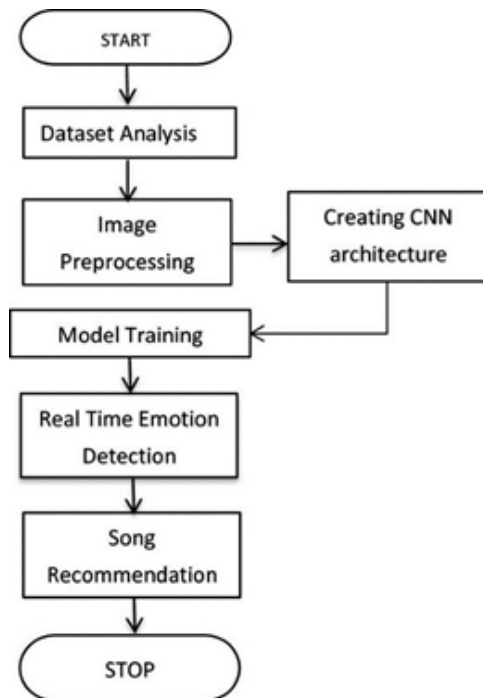 START
Dataset Analysis
Image
Preprocessing
Creating CNN
architecture
Model Training
Real Time Emotion
Detection
Song
Recommendation
STOP